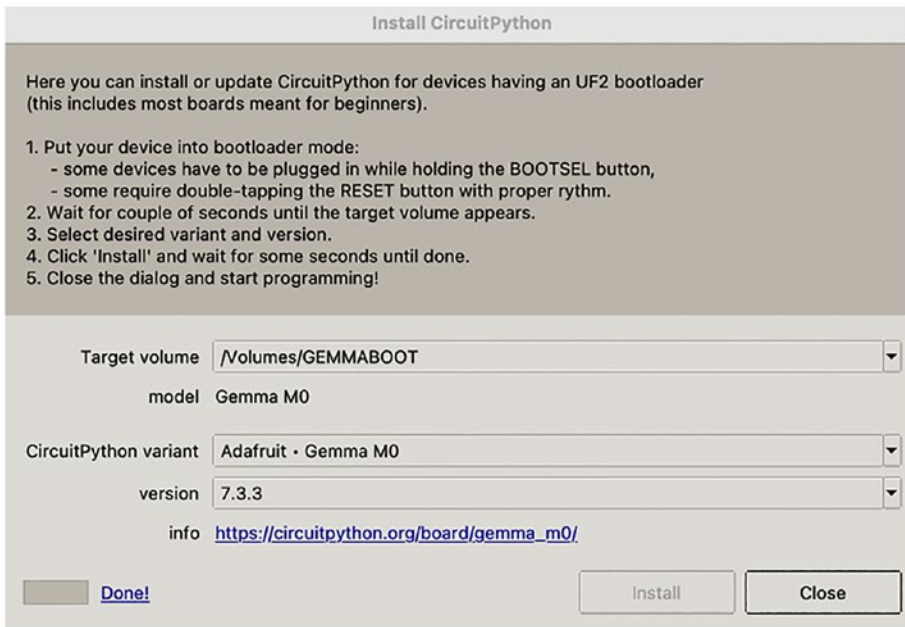 Install CircuitPython
Here you can install or update CircuitPython for devices having an UF2 bootloader
(this includes most boards meant for beginners).
1. Put your device into bootloader mode:
- some devices have to be plugged in while holding the BOOTSEL button,
- some require double-tapping the RESET button with proper rythm.
2. Wait for couple of seconds until the target volume appears.
3. Select desired variant and version.
4. Click 'Install' and wait for some seconds until done.
5. Close the dialog and start programming!
Target volume /Volumes/GEMMABOOT
model Gemma M0
CircuitPython variant Adafruit • Gemma M0
version 7.3.3
info https://circuitpython.org/board/gemma_m0/
Done! Install Close